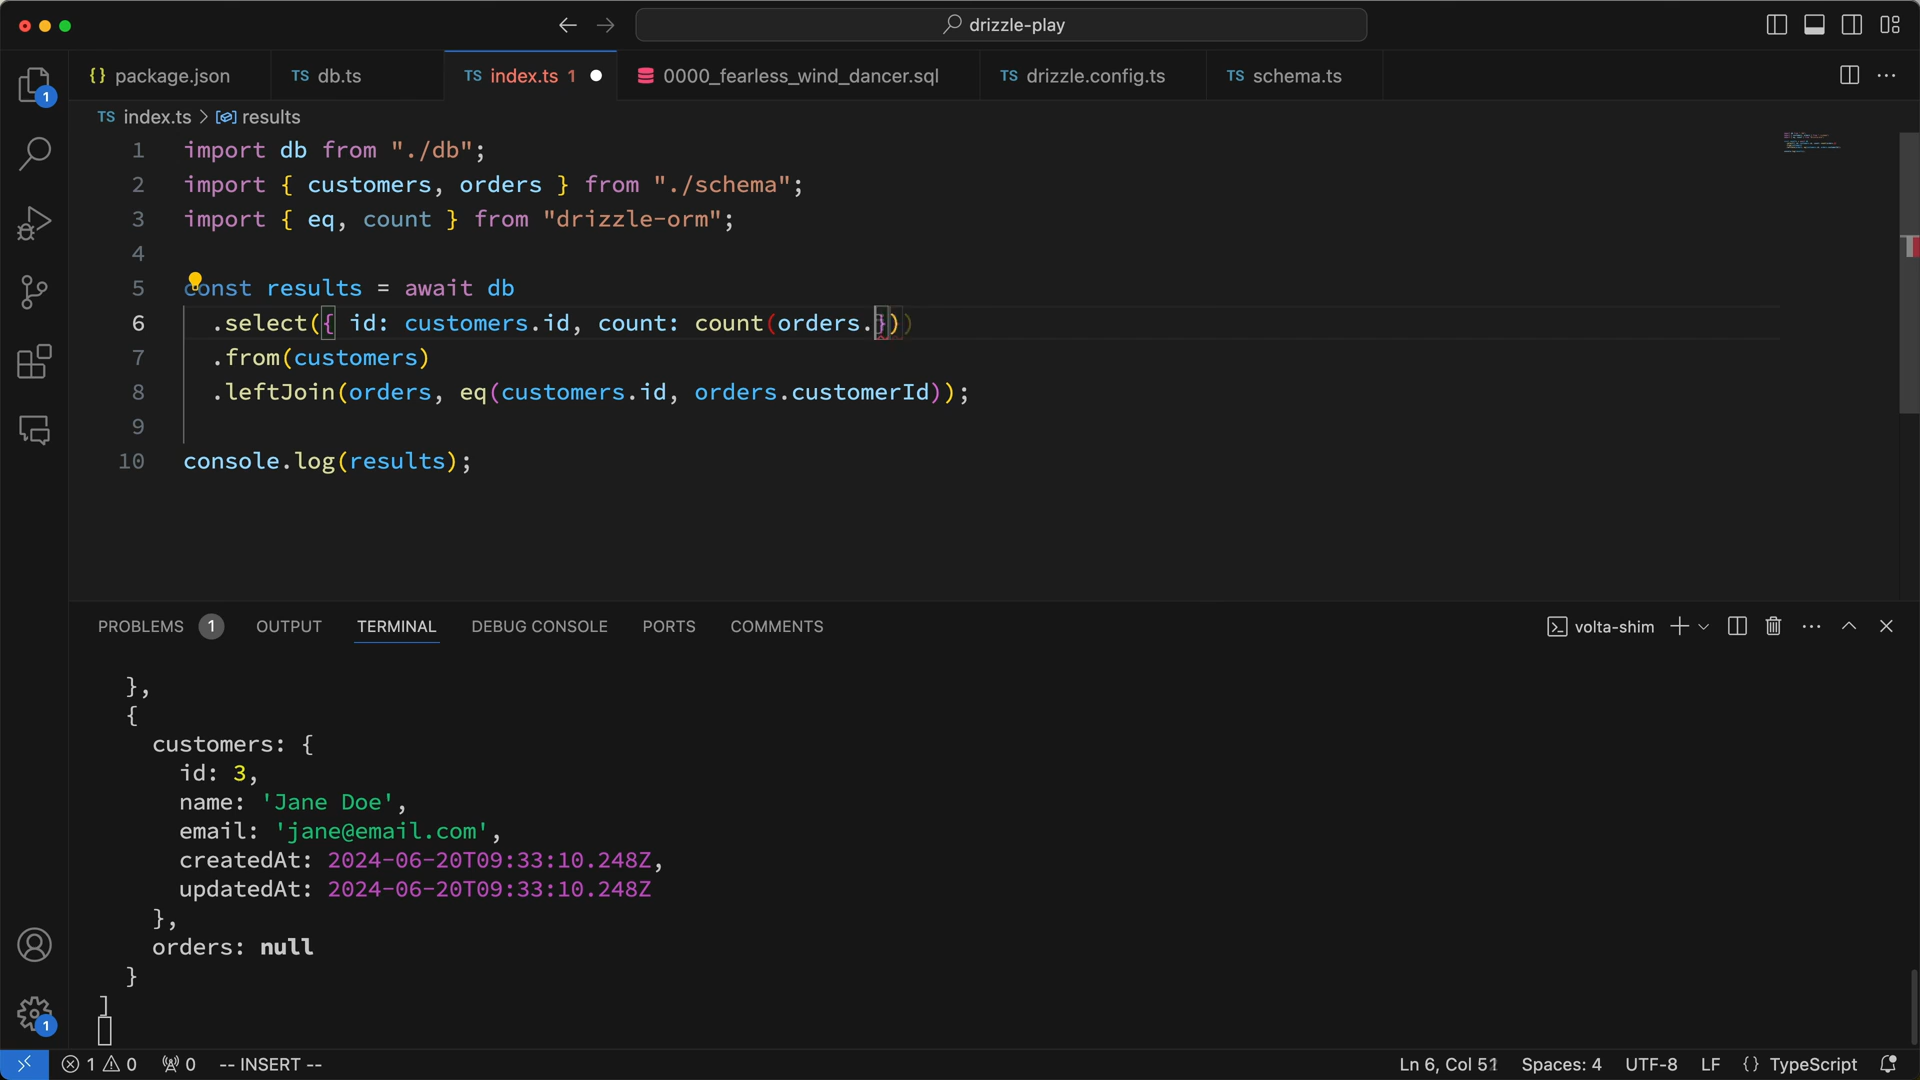 drizzle-play
{} package.json
TS db.ts
TS index.ts 1
0000_fearless_wind_dancer.sql
TS drizzle.config.ts
TS schema.ts
1
TS index.ts > results
1 import db from "./db";
2 import { customers, orders } from "./schema";
3 import { eq, count } from "drizzle-orm";
4
5 const results = await db
6 .select({ id: customers.id, count: count(orders.}))
7 .from(customers)
8 .leftJoin(orders, eq(customers.id, orders.customerId));
9
10 console.log(results);
PROBLEMS 1 OUTPUT TERMINAL DEBUG CONSOLE PORTS COMMENTS
volta-shim
},
{
customers: {
id: 3,
name: 'Jane Doe',
email: 'jane@email.com',
createdAt: 2024-06-20T09:33:10.248Z,
updatedAt: 2024-06-20T09:33:10.248Z
},
orders: null
}
]
1
1 0 0 -- INSERT -- Ln 6, Col 51 Spaces: 4 UTF-8 LF {} TypeScript